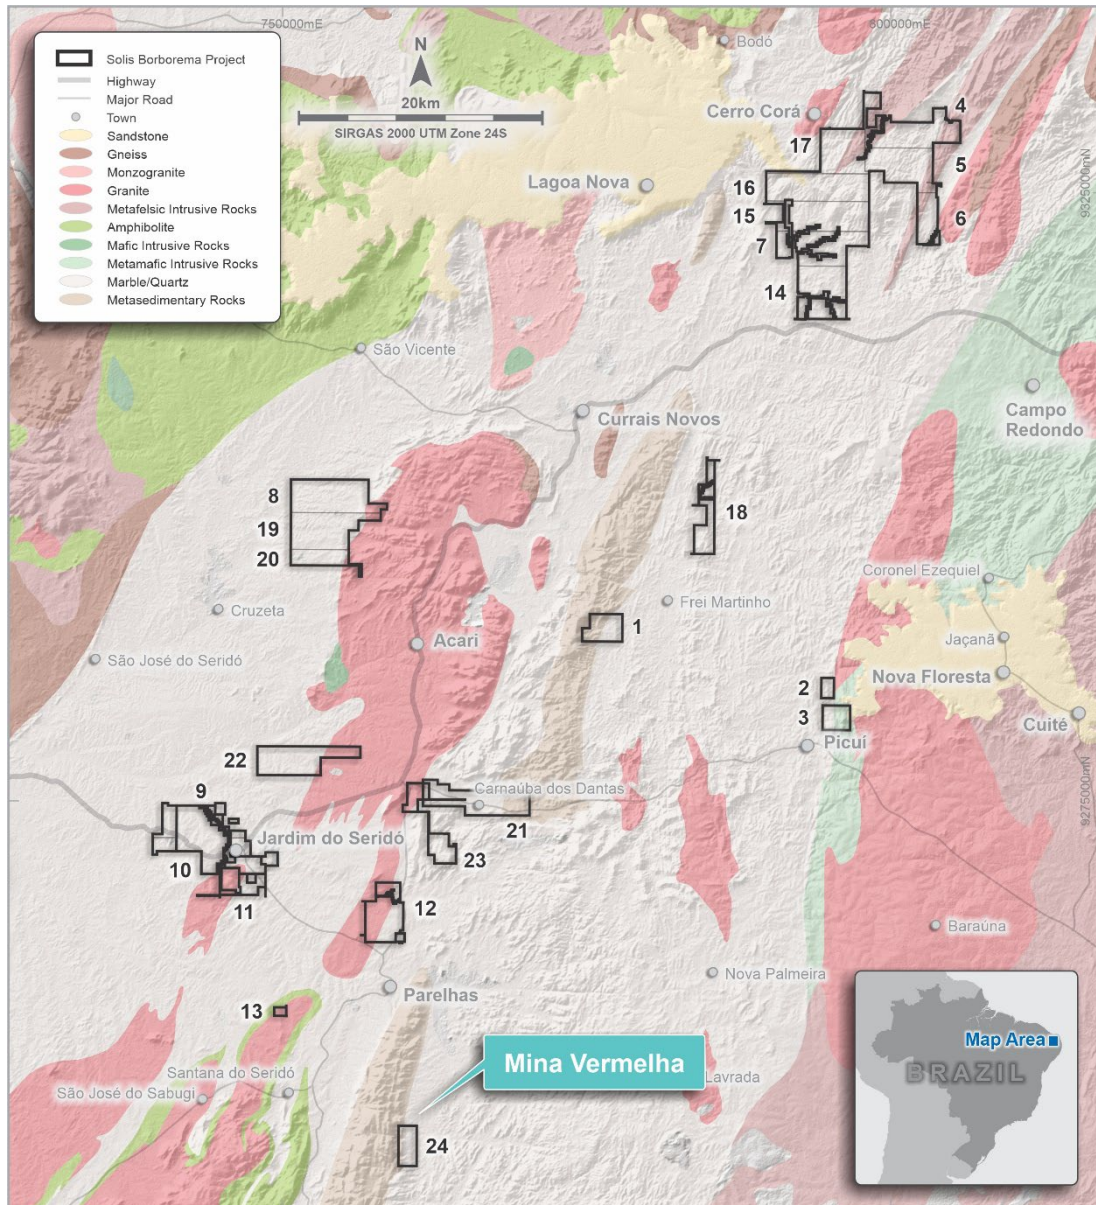 750000mE
800000mE
Solis Borborema Project
Highway
Major Road
Town
Sandstone
Gneiss
Monzogranite
Granite
Metafelsic Intrusive Rocks
Amphibolite
Mafic Intrusive Rocks
Metamafic Intrusive Rocks
Marble/Quartz
Metasedimentary Rocks
N
20km
SIRGAS 2000 UTM Zone 24S
Bodó
Cerro Corá
4
17
5
Lagoa Nova
16
15
6
7
9325000mN
14
São Vicente
Currais Novos
Campo
Redondo
8
18
19
20
Coronel Ezequiel
Cruzeta
Frei Martinho
1
Acari
Jaçanã
São José do Seridó
Nova Floresta
2
3
Cuité
Picuí
22
9
Carnaúba dos Dantas
21
9275000mN
Jardim do Seridó
23
10
11
12
Baraúna
Nova Palmeira
Parelhas
13
Mina Vermelha
Santana do Seridó
São José do Sabugi
Lavrada
24
Map Area
BRAZIL